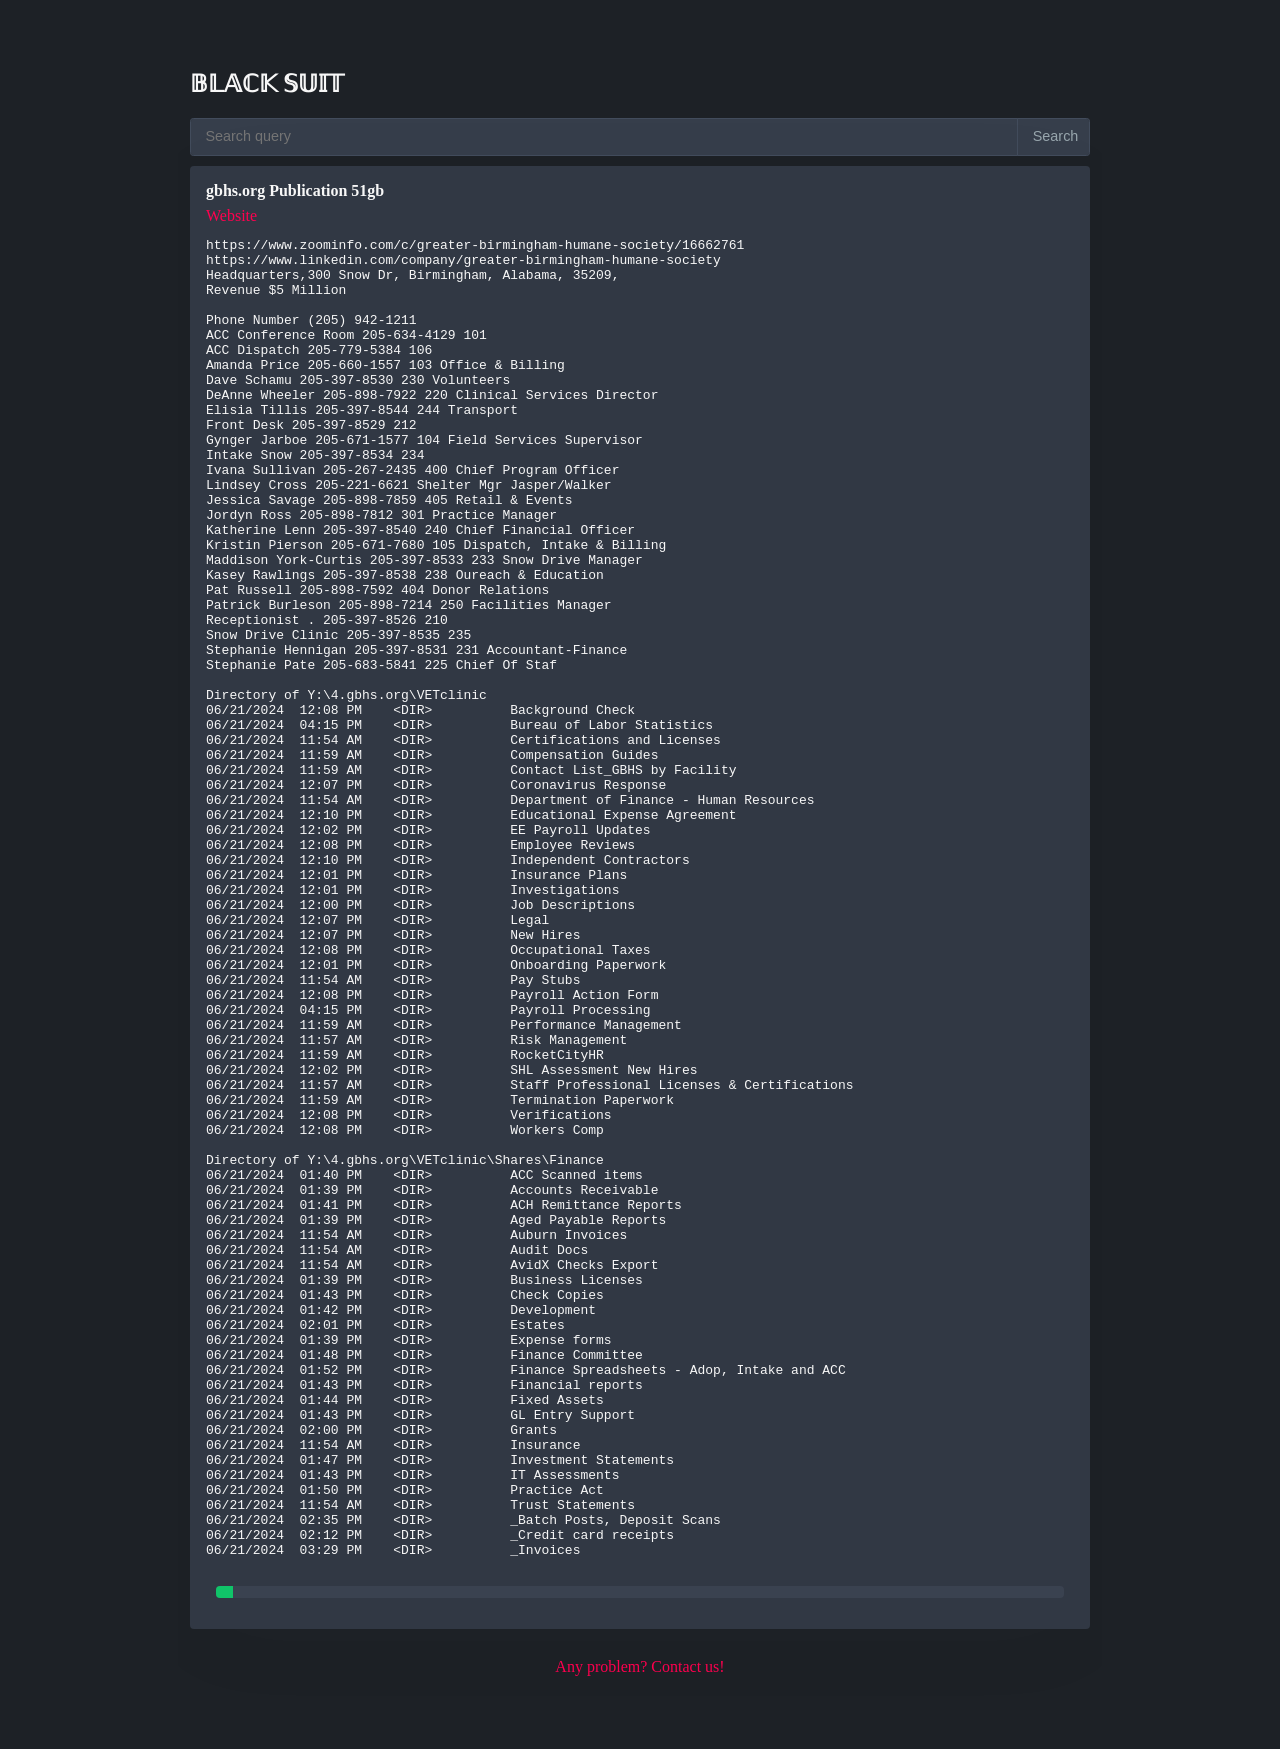 BLACK SUIT
Search query
Search
gbhs.org Publication 51gb
Website
https://www.zoominfo.com/c/greater-birmingham-humane-society/16662761
https://www.linkedin.com/company/greater-birmingham-humane-society
Headquarters,300 Snow Dr, Birmingham, Alabama, 35209,
Revenue $5 Million
Phone Number (205) 942-1211
ACC Conference Room 205-634-4129 101
ACC Dispatch 205-779-5384 106
Amanda Price 205-660-1557 103 Office & Billing
Dave Schamu 205-397-8530 230 Volunteers
DeAnne Wheeler 205-898-7922 220 Clinical Services Director
Elisia Tillis 205-397-8544 244 Transport
Front Desk 205-397-8529 212
Gynger Jarboe 205-671-1577 104 Field Services Supervisor
Intake Snow 205-397-8534 234
Ivana Sullivan 205-267-2435 400 Chief Program Officer
Lindsey Cross 205-221-6621 Shelter Mgr Jasper/Walker
Jessica Savage 205-898-7859 405 Retail & Events
Jordyn Ross 205-898-7812 301 Practice Manager
Katherine Lenn 205-397-8540 240 Chief Financial Officer
Kristin Pierson 205-671-7680 105 Dispatch, Intake & Billing
Maddison York-Curtis 205-397-8533 233 Snow Drive Manager
Kasey Rawlings 205-397-8538 238 Oureach & Education
Pat Russell 205-898-7592 404 Donor Relations
Patrick Burleson 205-898-7214 250 Facilities Manager
Receptionist . 205-397-8526 210
Snow Drive Clinic 205-397-8535 235
Stephanie Hennigan 205-397-8531 231 Accountant-Finance
Stephanie Pate 205-683-5841 225 Chief Of Staf
Directory of Y:\4.gbhs.org\VETclinic
06/21/2024  12:08 PM    <DIR>          Background Check
06/21/2024  04:15 PM    <DIR>          Bureau of Labor Statistics
06/21/2024  11:54 AM    <DIR>          Certifications and Licenses
06/21/2024  11:59 AM    <DIR>          Compensation Guides
06/21/2024  11:59 AM    <DIR>          Contact List_GBHS by Facility
06/21/2024  12:07 PM    <DIR>          Coronavirus Response
06/21/2024  11:54 AM    <DIR>          Department of Finance - Human Resources
06/21/2024  12:10 PM    <DIR>          Educational Expense Agreement
06/21/2024  12:02 PM    <DIR>          EE Payroll Updates
06/21/2024  12:08 PM    <DIR>          Employee Reviews
06/21/2024  12:10 PM    <DIR>          Independent Contractors
06/21/2024  12:01 PM    <DIR>          Insurance Plans
06/21/2024  12:01 PM    <DIR>          Investigations
06/21/2024  12:00 PM    <DIR>          Job Descriptions
06/21/2024  12:07 PM    <DIR>          Legal
06/21/2024  12:07 PM    <DIR>          New Hires
06/21/2024  12:08 PM    <DIR>          Occupational Taxes
06/21/2024  12:01 PM    <DIR>          Onboarding Paperwork
06/21/2024  11:54 AM    <DIR>          Pay Stubs
06/21/2024  12:08 PM    <DIR>          Payroll Action Form
06/21/2024  04:15 PM    <DIR>          Payroll Processing
06/21/2024  11:59 AM    <DIR>          Performance Management
06/21/2024  11:57 AM    <DIR>          Risk Management
06/21/2024  11:59 AM    <DIR>          RocketCityHR
06/21/2024  12:02 PM    <DIR>          SHL Assessment New Hires
06/21/2024  11:57 AM    <DIR>          Staff Professional Licenses & Certifications
06/21/2024  11:59 AM    <DIR>          Termination Paperwork
06/21/2024  12:08 PM    <DIR>          Verifications
06/21/2024  12:08 PM    <DIR>          Workers Comp
Directory of Y:\4.gbhs.org\VETclinic\Shares\Finance
06/21/2024  01:40 PM    <DIR>          ACC Scanned items
06/21/2024  01:39 PM    <DIR>          Accounts Receivable
06/21/2024  01:41 PM    <DIR>          ACH Remittance Reports
06/21/2024  01:39 PM    <DIR>          Aged Payable Reports
06/21/2024  11:54 AM    <DIR>          Auburn Invoices
06/21/2024  11:54 AM    <DIR>          Audit Docs
06/21/2024  11:54 AM    <DIR>          AvidX Checks Export
06/21/2024  01:39 PM    <DIR>          Business Licenses
06/21/2024  01:43 PM    <DIR>          Check Copies
06/21/2024  01:42 PM    <DIR>          Development
06/21/2024  02:01 PM    <DIR>          Estates
06/21/2024  01:39 PM    <DIR>          Expense forms
06/21/2024  01:48 PM    <DIR>          Finance Committee
06/21/2024  01:52 PM    <DIR>          Finance Spreadsheets - Adop, Intake and ACC
06/21/2024  01:43 PM    <DIR>          Financial reports
06/21/2024  01:44 PM    <DIR>          Fixed Assets
06/21/2024  01:43 PM    <DIR>          GL Entry Support
06/21/2024  02:00 PM    <DIR>          Grants
06/21/2024  11:54 AM    <DIR>          Insurance
06/21/2024  01:47 PM    <DIR>          Investment Statements
06/21/2024  01:43 PM    <DIR>          IT Assessments
06/21/2024  01:50 PM    <DIR>          Practice Act
06/21/2024  11:54 AM    <DIR>          Trust Statements
06/21/2024  02:35 PM    <DIR>          _Batch Posts, Deposit Scans
06/21/2024  02:12 PM    <DIR>          _Credit card receipts
06/21/2024  03:29 PM    <DIR>          _Invoices
Any problem? Contact us!